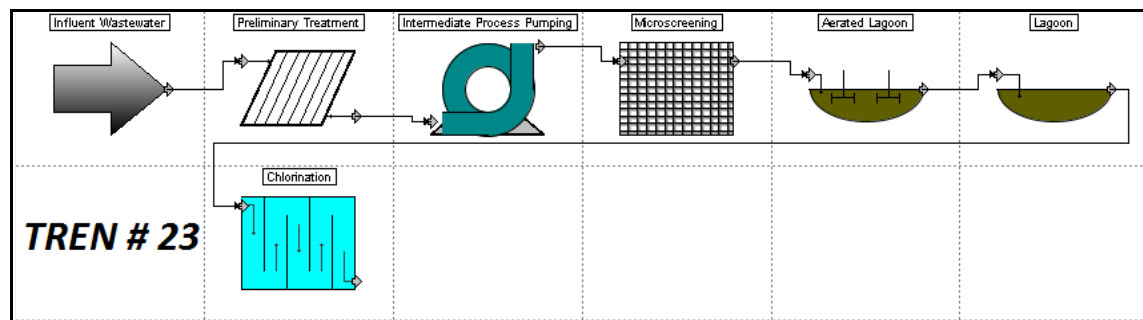 Influent Wastewater
Preliminary Treatment
Intermediate Process Pumping
Microscreening
Aerated Lagoon
Lagoon
Chlorination
TREN # 23